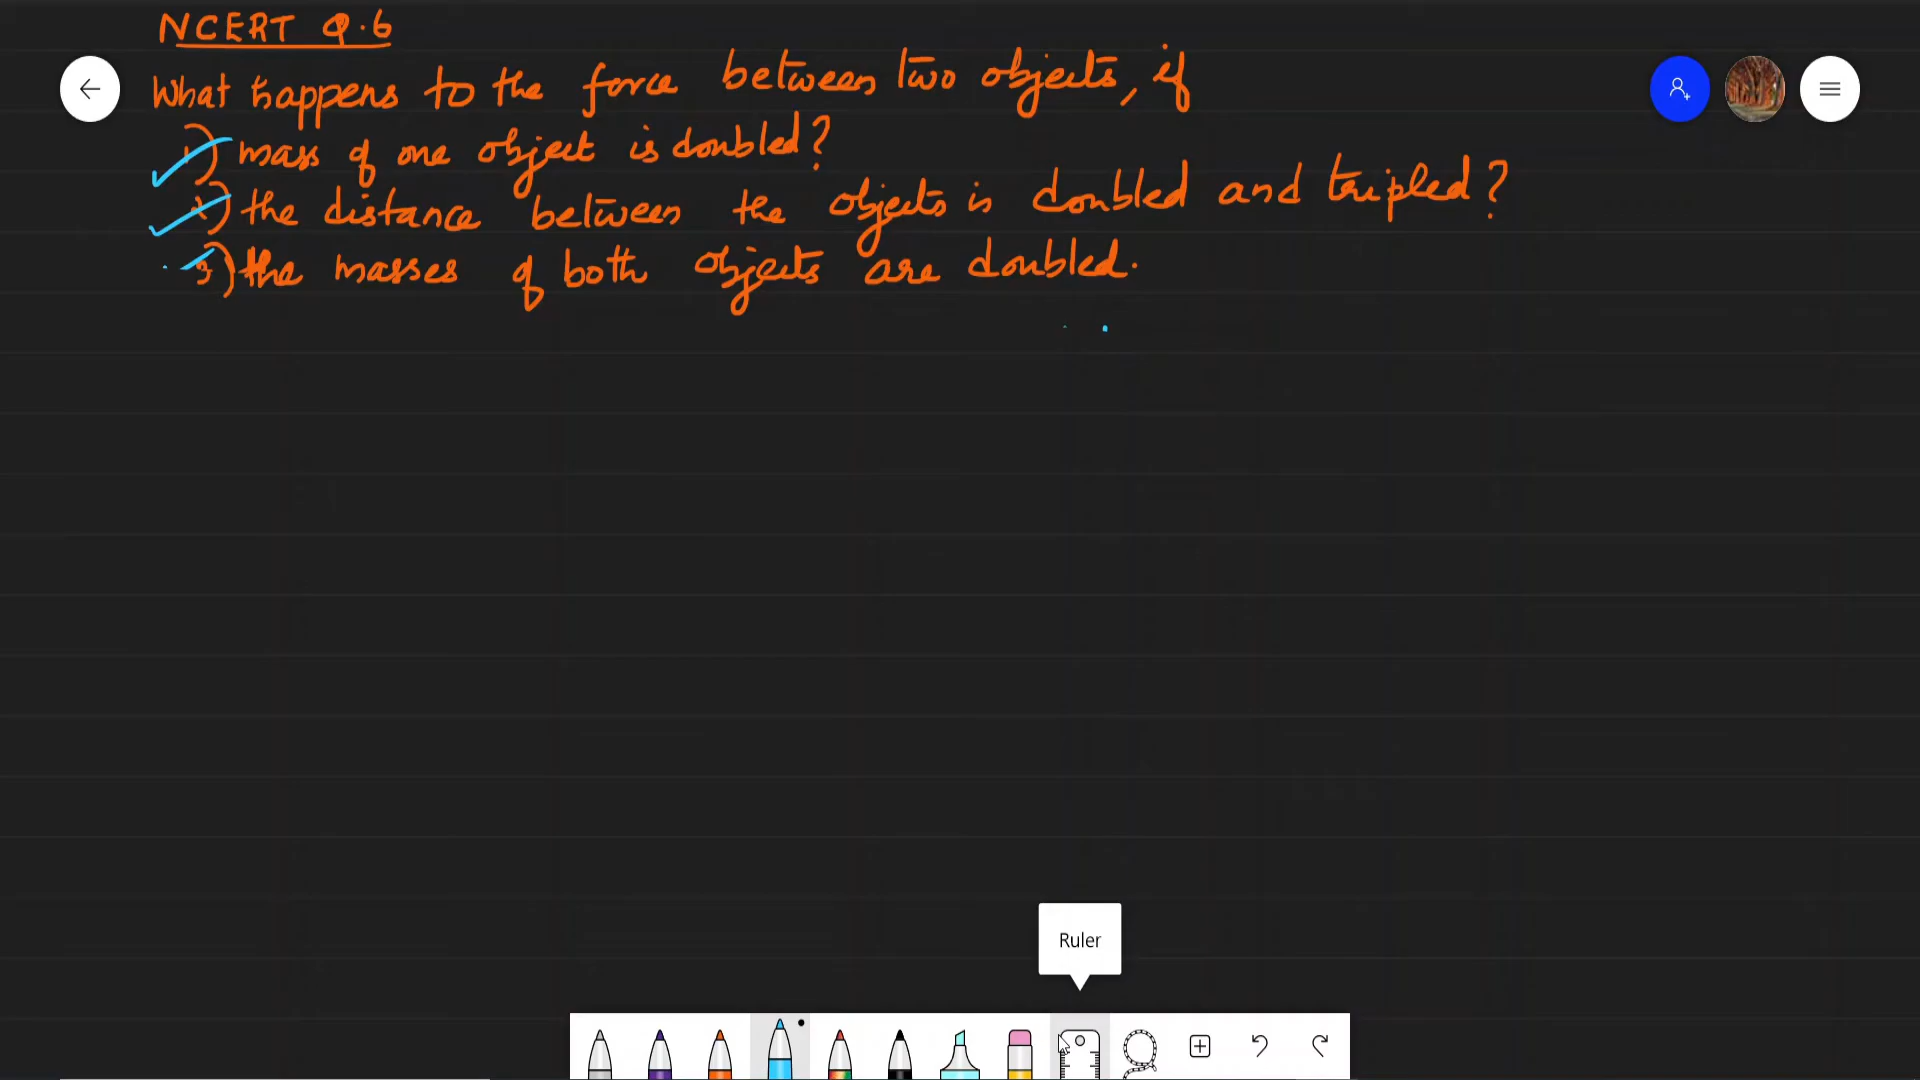 NCERT Q.6
What happens to the force between two objects, if
1) mass of one object is doubled?
2) the distance between the objects is doubled and tripled?
3) the masses of both objects are doubled.
Ruler